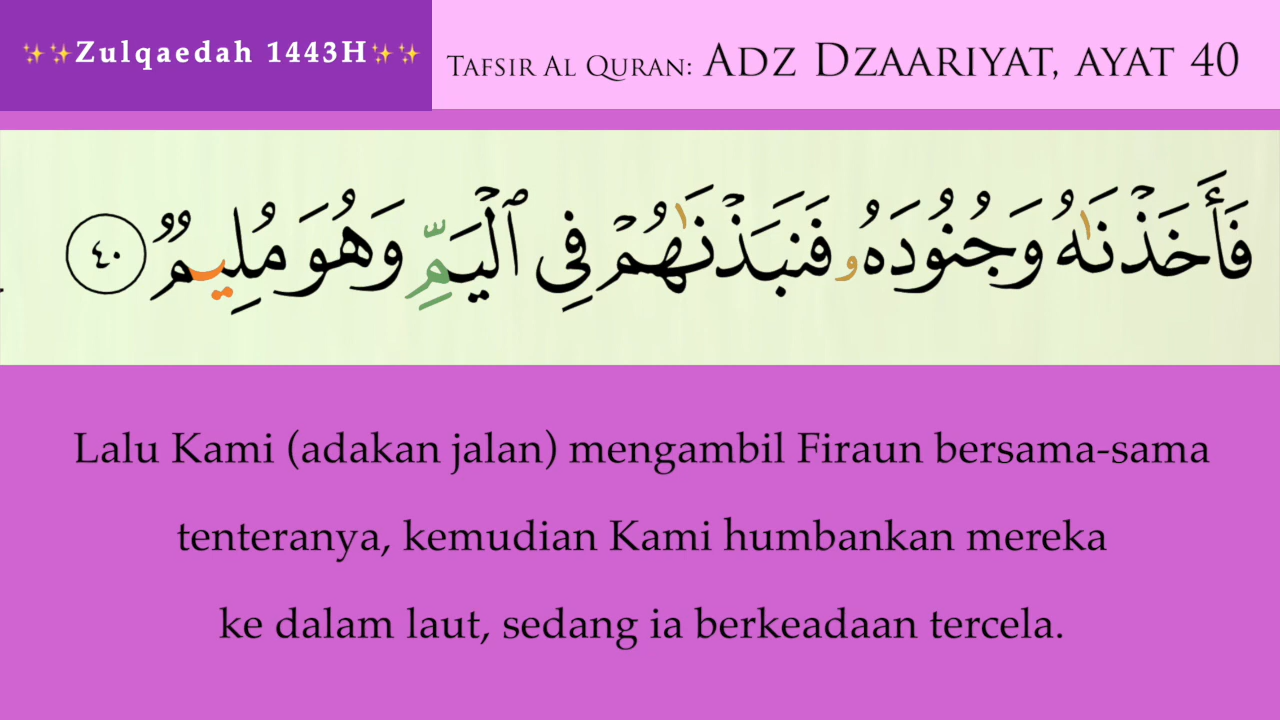 ✨✨Zulqaedah 1443H✨✨
Tafsir Al Quran: Adz Dzaariyat, ayat 40
فَأَخَذْنَٰهُ وَجُنُودَهُۥ فَنَبَذْنَٰهُمْ فِى ٱلْيَمِّ وَهُوَ مُلِيمٌ ٤٠
Lalu Kami (adakan jalan) mengambil Firaun bersama-sama
tenteranya, kemudian Kami humbankan mereka
ke dalam laut, sedang ia berkeadaan tercela.